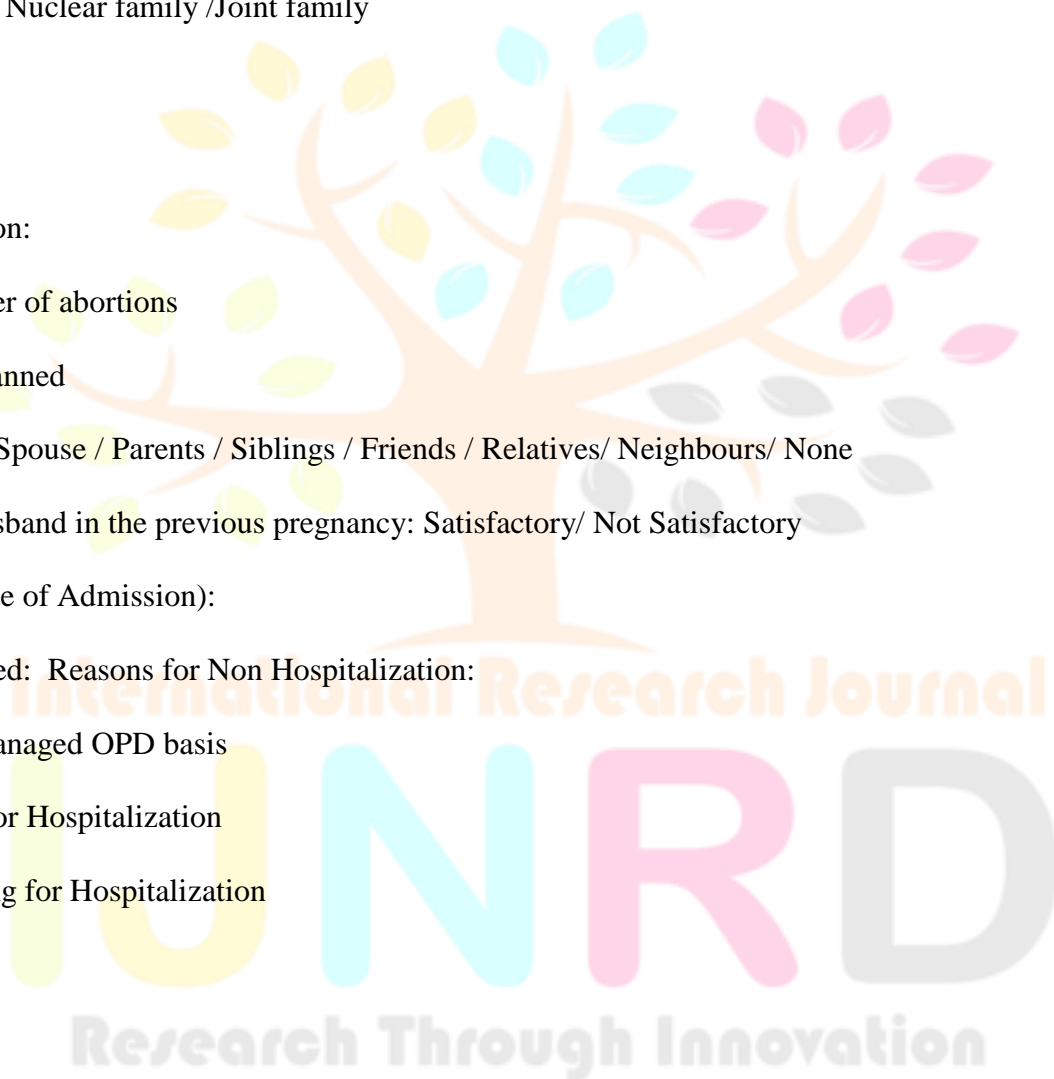 Nuclear family /Joint family
on:
er of abortions
anned
Spouse / Parents / Siblings / Friends / Relatives/ Neighbours/ None
sband in the previous pregnancy: Satisfactory/ Not Satisfactory
te of Admission):
ed:  Reasons for Non Hospitalization:
anaged OPD basis
or Hospitalization
g for Hospitalization
International Research Journal
IJNRD
Research Through Innovation